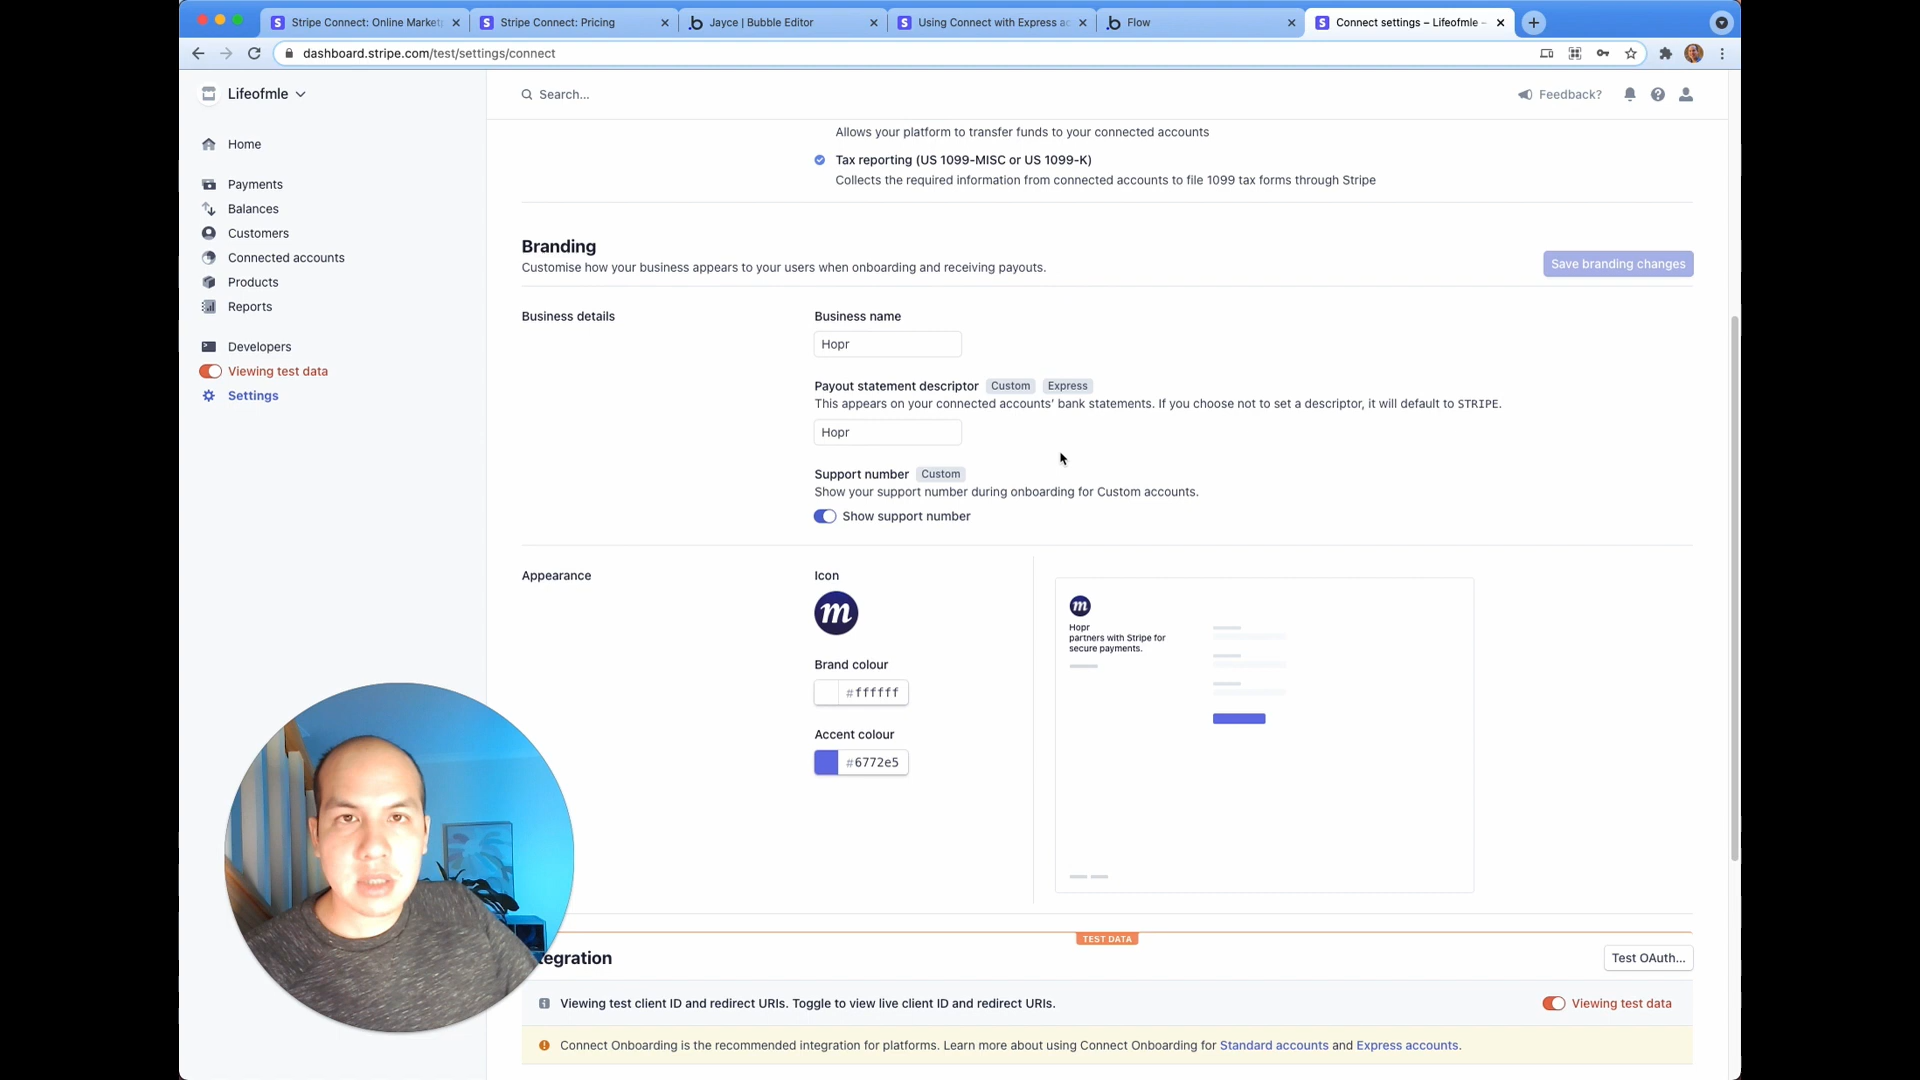 Stripe Connect: Online Market
Stripe Connect: Pricing
Jayce | Bubble Editor
Using Connect with Express ac
Flow
Connect settings – Lifeofmle –
dashboard.stripe.com/test/settings/connect
Lifeofmle
Search...
Feedback?
Home
Payments
Balances
Customers
Connected accounts
Products
Reports
Developers
Viewing test data
Settings
Allows your platform to transfer funds to your connected accounts
Tax reporting (US 1099-MISC or US 1099-K)
Collects the required information from connected accounts to file 1099 tax forms through Stripe
Branding
Customise how your business appears to your users when onboarding and receiving payouts.
Save branding changes
Business details
Business name
Hopr
Payout statement descriptor Custom Express
This appears on your connected accounts' bank statements. If you choose not to set a descriptor, it will default to STRIPE.
Hopr
Support number Custom
Show your support number during onboarding for Custom accounts.
Show support number
Appearance
Icon
m
Brand colour
#ffffff
Accent colour
#6772e5
m
Hopr
partners with Stripe for
secure payments.
TEST DATA
tegration
Test OAuth...
Viewing test client ID and redirect URIs. Toggle to view live client ID and redirect URIs.
Viewing test data
Connect Onboarding is the recommended integration for platforms. Learn more about using Connect Onboarding for Standard accounts and Express accounts.